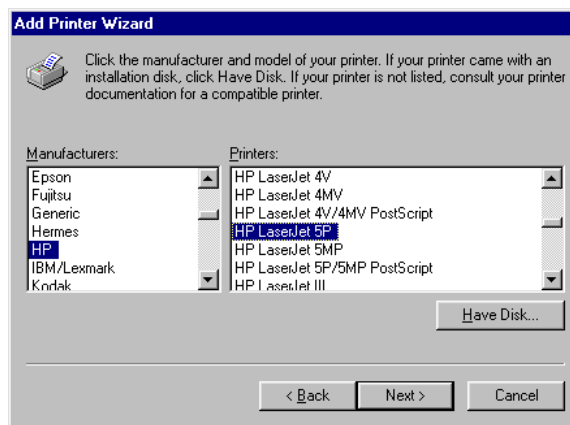 Add Printer Wizard
Click the manufacturer and model of your printer. If your printer came with an
installation disk, click Have Disk. If your printer is not listed, consult your printer
documentation for a compatible printer.
Manufacturers:
Epson
Fujitsu
Generic
Hermes
HP
IBM/Lexmark
Kodak
Printers:
HP LaserJet 4V
HP LaserJet 4MV
HP LaserJet 4V/4MV PostScript
HP LaserJet 5P
HP LaserJet 5MP
HP LaserJet 5P/5MP PostScript
HP LaserJet III
Have Disk...
< Back
Next >
Cancel